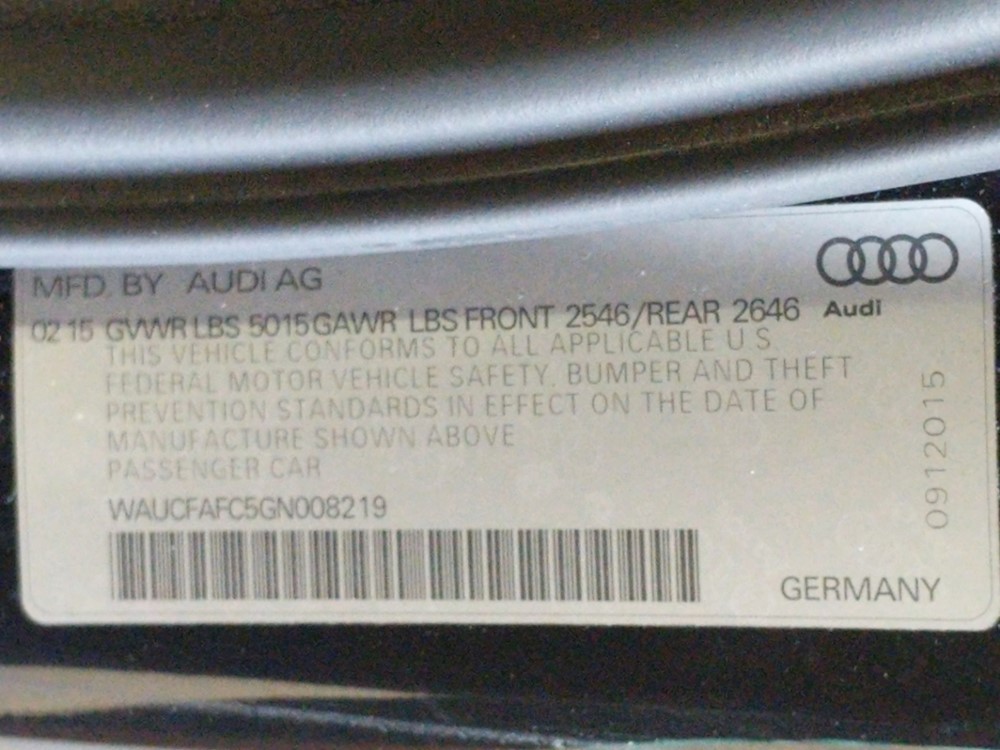 MFD. BY AUDI AG
Audi
02 15 GVWR LBS 5015 GAWR LBS FRONT 2546/REAR 2646
THIS VEHICLE CONFORMS TO ALL APPLICABLE U S.
FEDERAL MOTOR VEHICLE SAFETY, BUMPER AND THEFT
PREVENTION STANDARDS IN EFFECT ON THE DATE OF
MANUFACTURE SHOWN ABOVE
PASSENGER CAR
WAUCFAFC5GN008219
GERMANY
0912015